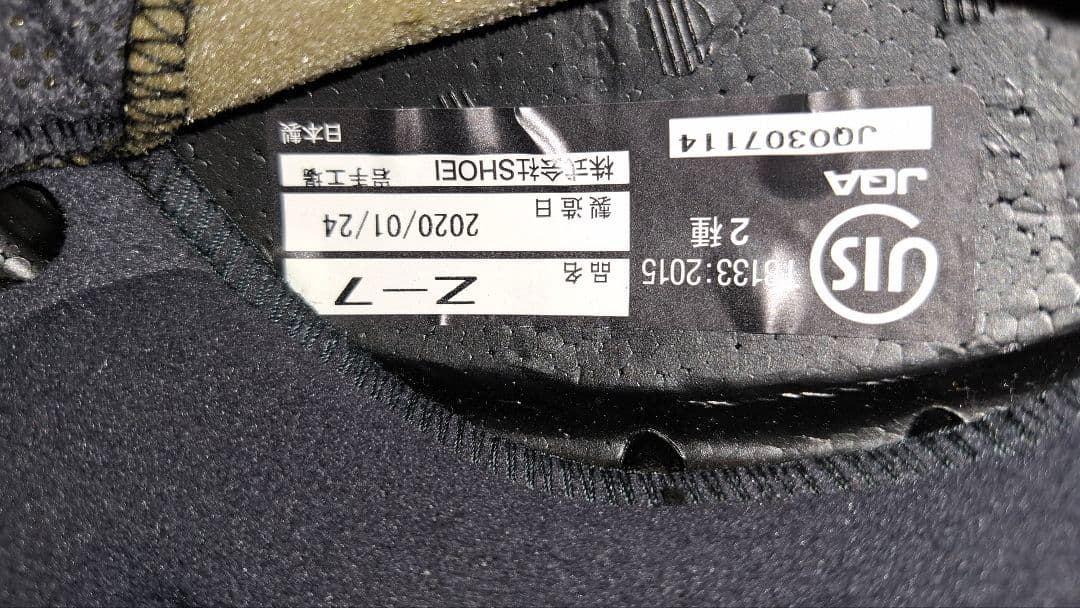 JIS
T8133:2015
2種
JQA
JQ0307114
品名 Z-7
製造日 2020/01/24
株式会社SHOEI 岩手工場
日本製